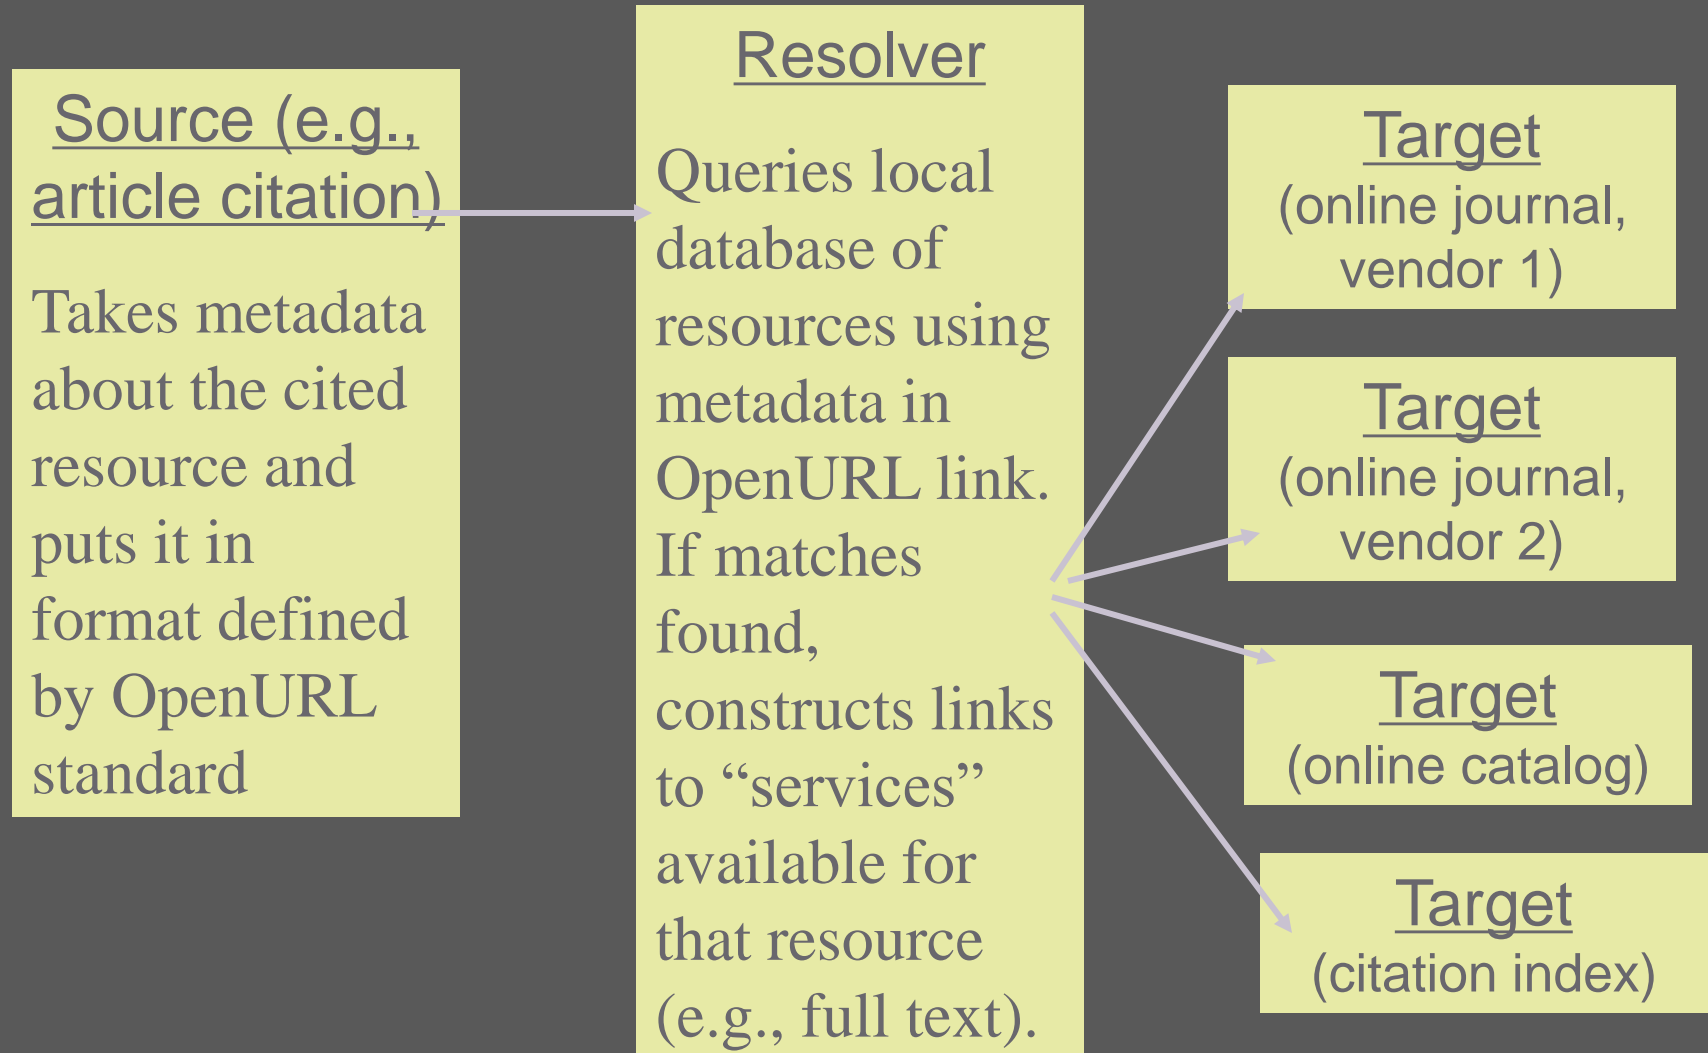 Source (e.g.,
article citation)
Takes metadata
about the cited
resource and
puts it in
format defined
by OpenURL
standard
Resolver
Queries local
database of
resources using
metadata in
OpenURL link.
If matches
found,
constructs links
to “services”
available for
that resource
(e.g., full text).
Target
(online journal,
vendor 1)
Target
(online journal,
vendor 2)
Target
(online catalog)
Target
(citation index)